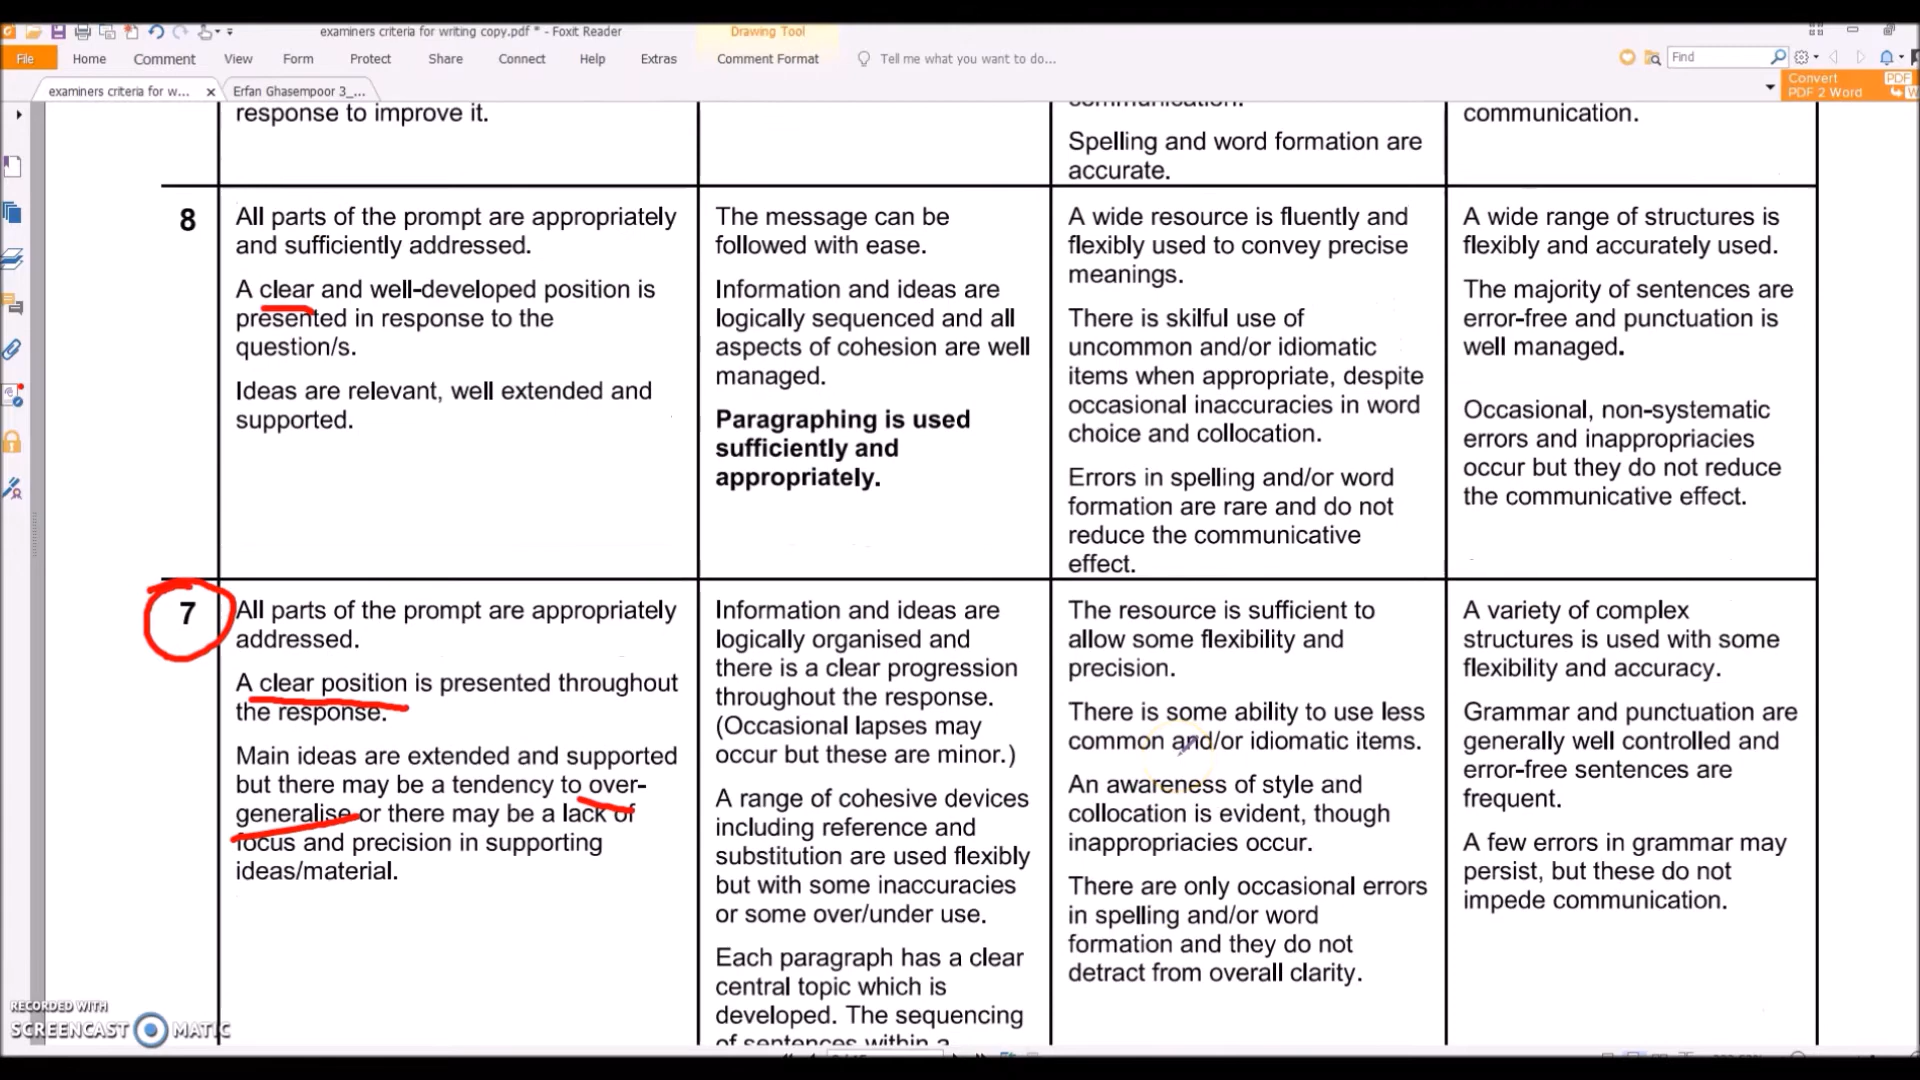 examiners criteria for writing copy.pdf * - Foxit Reader
Drawing Tool
File Home Comment View Form Protect Share Connect Help Extras Comment Format Tell me what you want to do... Find
examiners criteria for w... Erfan Ghasempoor 3_...
Convert
PDF 2 Word
PDF
response to improve it.
communication.
Spelling and word formation are
accurate.
communication.
8
All parts of the prompt are appropriately
and sufficiently addressed.
A clear and well-developed position is
presented in response to the
question/s.
Ideas are relevant, well extended and
supported.
The message can be
followed with ease.
Information and ideas are
logically sequenced and all
aspects of cohesion are well
managed.
Paragraphing is used
sufficiently and
appropriately.
A wide resource is fluently and
flexibly used to convey precise
meanings.
There is skilful use of
uncommon and/or idiomatic
items when appropriate, despite
occasional inaccuracies in word
choice and collocation.
Errors in spelling and/or word
formation are rare and do not
reduce the communicative
effect.
A wide range of structures is
flexibly and accurately used.
The majority of sentences are
error-free and punctuation is
well managed.
Occasional, non-systematic
errors and inappropriacies
occur but they do not reduce
the communicative effect.
7
All parts of the prompt are appropriately
addressed.
A clear position is presented throughout
the response.
Main ideas are extended and supported
but there may be a tendency to over-
generalise or there may be a lack of
focus and precision in supporting
ideas/material.
Information and ideas are
logically organised and
there is a clear progression
throughout the response.
(Occasional lapses may
occur but these are minor.)
A range of cohesive devices
including reference and
substitution are used flexibly
but with some inaccuracies
or some over/under use.
Each paragraph has a clear
central topic which is
developed. The sequencing
of sentences within a
The resource is sufficient to
allow some flexibility and
precision.
There is some ability to use less
common and/or idiomatic items.
An awareness of style and
collocation is evident, though
inappropriacies occur.
There are only occasional errors
in spelling and/or word
formation and they do not
detract from overall clarity.
A variety of complex
structures is used with some
flexibility and accuracy.
Grammar and punctuation are
generally well controlled and
error-free sentences are
frequent.
A few errors in grammar may
persist, but these do not
impede communication.
RECORDED WITH
SCREENCAST MATIC